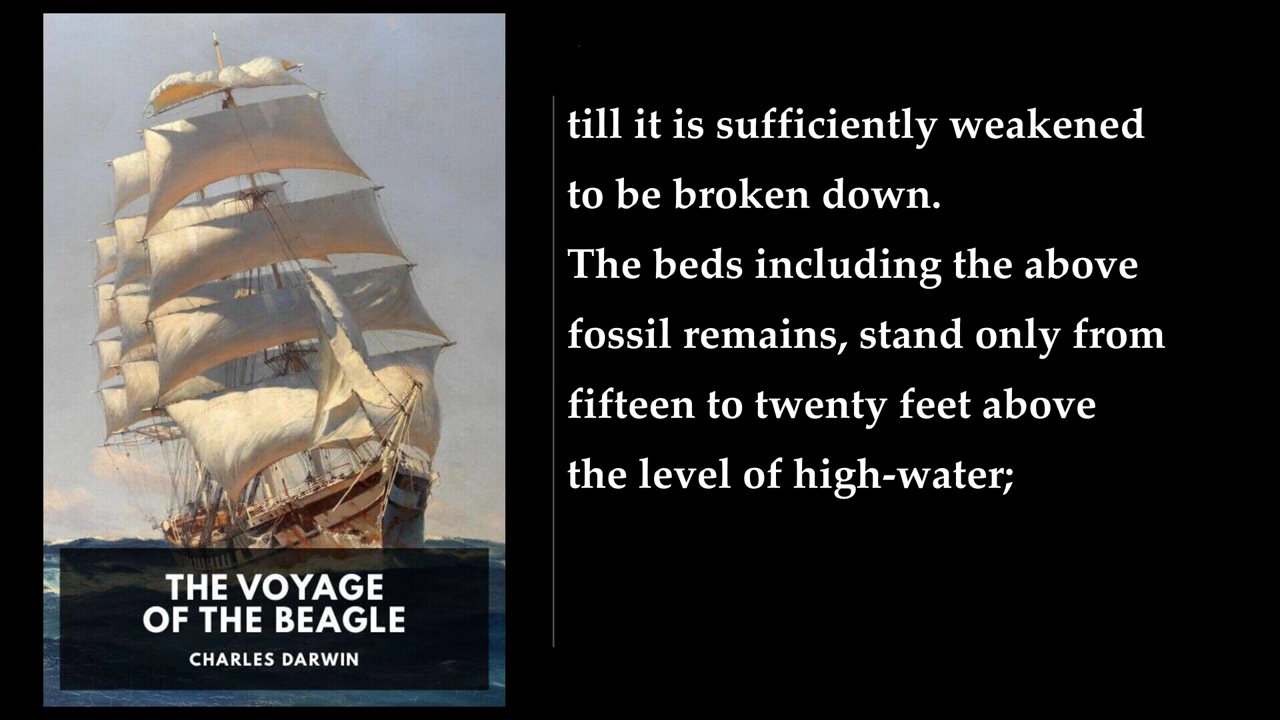 THE VOYAGE
OF THE BEAGLE
CHARLES DARWIN
till it is sufficiently weakened
to be broken down.
The beds including the above
fossil remains, stand only from
fifteen to twenty feet above
the level of high-water;